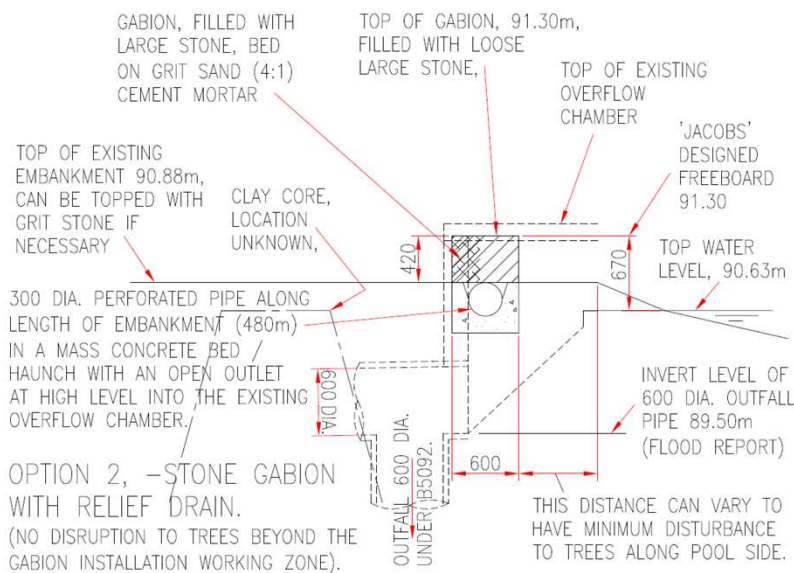 GABION, FILLED WITH
LARGE STONE, BED
ON GRIT SAND (4:1)
CEMENT MORTAR
TOP OF GABION, 91.30m,
FILLED WITH LOOSE
LARGE STONE,
TOP OF EXISTING
OVERFLOW
CHAMBER
'JACOBS'
DESIGNED
FREEBOARD
91.30
TOP OF EXISTING
EMBANKMENT 90.88m,
CAN BE TOPPED WITH
GRIT STONE IF
NECESSARY
CLAY CORE,
LOCATION
UNKNOWN,
420
670
TOP WATER
LEVEL, 90.63m
300 DIA. PERFORATED PIPE ALONG
LENGTH OF EMBANKMENT (480m)
IN A MASS CONCRETE BED
HAUNCH WITH AN OPEN OUTLET
AT HIGH LEVEL INTO THE EXISTING
OVERFLOW CHAMBER.
600 DIA.
INVERT LEVEL OF
600 DIA. OUTFALL
PIPE 89.50m
(FLOOD REPORT)
600
OUTFALL 600 DIA.
UNDER B5092.
OPTION 2, -STONE GABION
WITH RELIEF DRAIN.
(NO DISRUPTION TO TREES BEYOND THE
GABION INSTALLATION WORKING ZONE).
THIS DISTANCE CAN VARY TO
HAVE MINIMUM DISTURBANCE
TO TREES ALONG POOL SIDE.